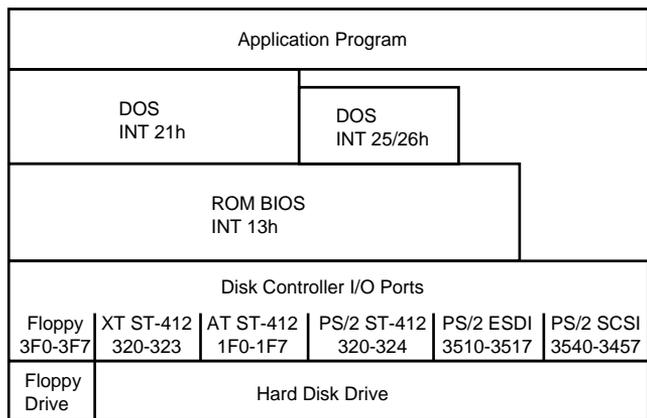 Application Program
DOS
INT 21h
DOS
INT 25/26h
ROM BIOS
INT 13h
Disk Controller I/O Ports
Floppy
3F0-3F7
XT ST-412
320-323
AT ST-412
1F0-1F7
PS/2 ST-412
320-324
PS/2 ESDI
3510-3517
PS/2 SCSI
3540-3457
Floppy
Drive
Hard Disk Drive